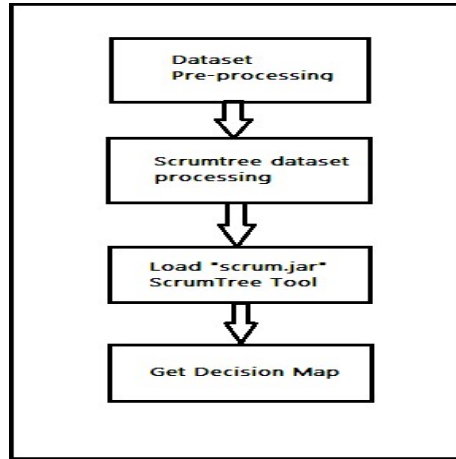 Dataset
Pre-processing
Scrumtree dataset
processing
Load "scrum.jar"
ScrumTree Tool
Get Decision Map